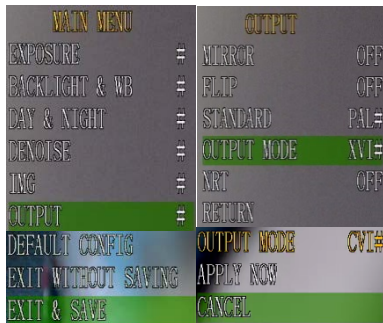 MAIN MENU
EXPOSURE #
BACKLIGHT & WB #
DAY & NIGHT #
DENOISE #
IMG #
OUTPUT #
DEFAULT CONFIG
EXIT WITHOUT SAVING
EXIT & SAVE
OUTPUT
MIRROR OFF
FLIP OFF
STANDARD PAL#
OUTPUT MODE XVI#
NRT OFF
RETURN
OUTPUT MODE CVI#
APPLY NOW
CANCEL